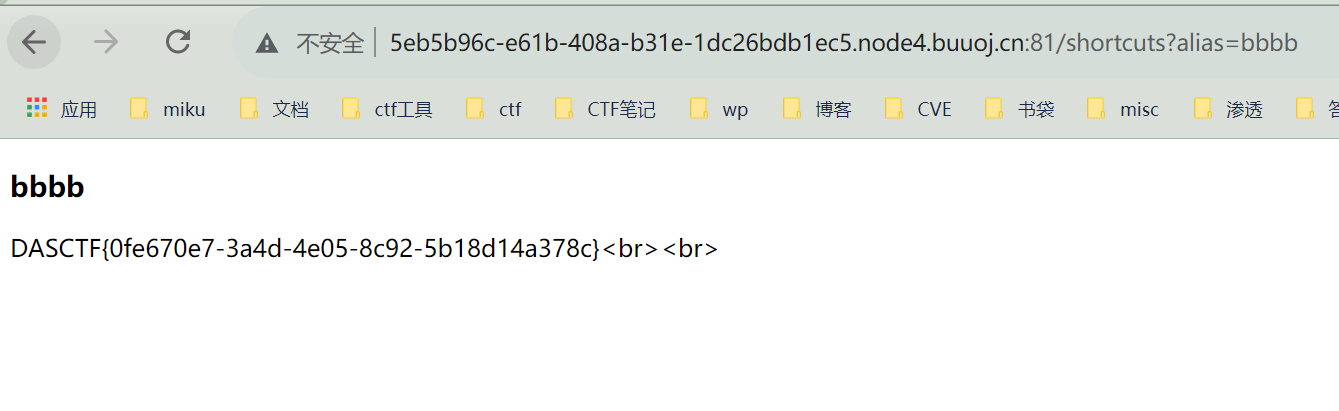 不安全 5eb5b96c-e61b-408a-b31e-1dc26bdb1ec5.node4.buuoj.cn:81/shortcuts?alias=bbbb
应用 miku 文档 ctf工具 ctf CTF笔记 wp 博客 CVE 书袋 misc 渗透
bbbb
DASCTF{0fe670e7-3a4d-4e05-8c92-5b18d14a378c}<br><br>